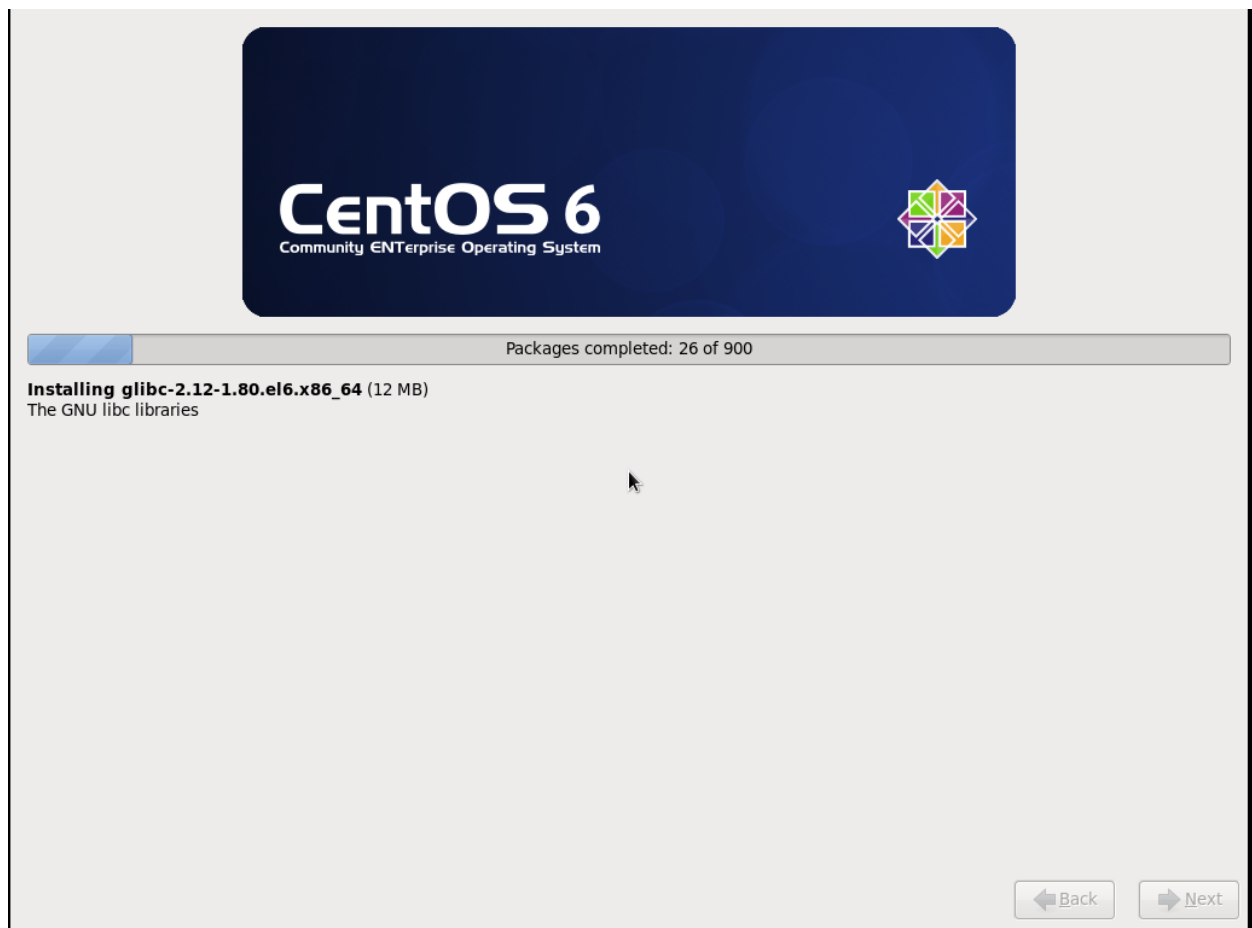 CentOS 6
Community ENTerprise Operating System
Packages completed: 26 of 900
Installing glibc-2.12-1.80.el6.x86_64 (12 MB)
The GNU libc libraries
Back
Next